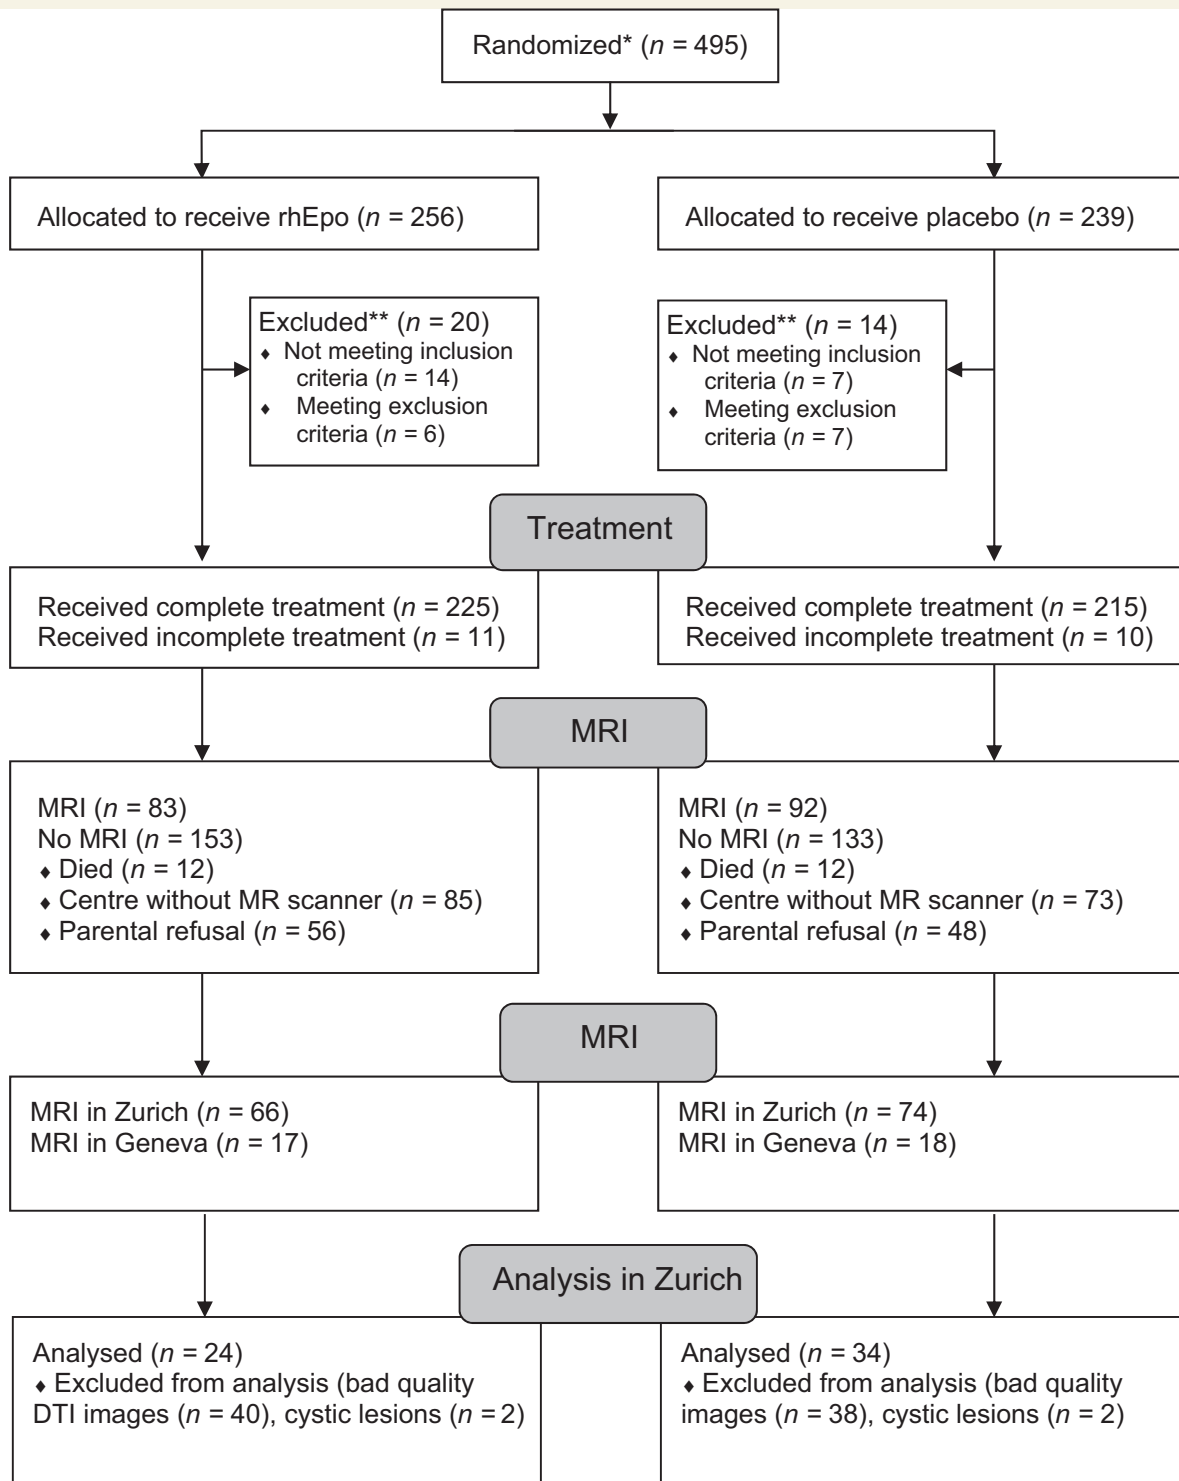 Randomized* (n = 495)
Allocated to receive rhEpo (n = 256)
Allocated to receive placebo (n = 239)
Excluded** (n = 20)
♦ Not meeting inclusion
criteria (n = 14)
♦ Meeting exclusion
criteria (n = 6)
Excluded** (n = 14)
♦ Not meeting inclusion
criteria (n = 7)
♦ Meeting exclusion
criteria (n = 7)
Treatment
Received complete treatment (n = 225)
Received incomplete treatment (n = 11)
Received complete treatment (n = 215)
Received incomplete treatment (n = 10)
MRI
MRI (n = 83)
No MRI (n = 153)
♦ Died (n = 12)
♦ Centre without MR scanner (n = 85)
♦ Parental refusal (n = 56)
MRI (n = 92)
No MRI (n = 133)
♦ Died (n = 12)
♦ Centre without MR scanner (n = 73)
♦ Parental refusal (n = 48)
MRI
MRI in Zurich (n = 66)
MRI in Geneva (n = 17)
MRI in Zurich (n = 74)
MRI in Geneva (n = 18)
Analysis in Zurich
Analysed (n = 24)
♦ Excluded from analysis (bad quality
DTI images (n = 40), cystic lesions (n = 2)
Analysed (n = 34)
♦ Excluded from analysis (bad quality
images (n = 38), cystic lesions (n = 2)